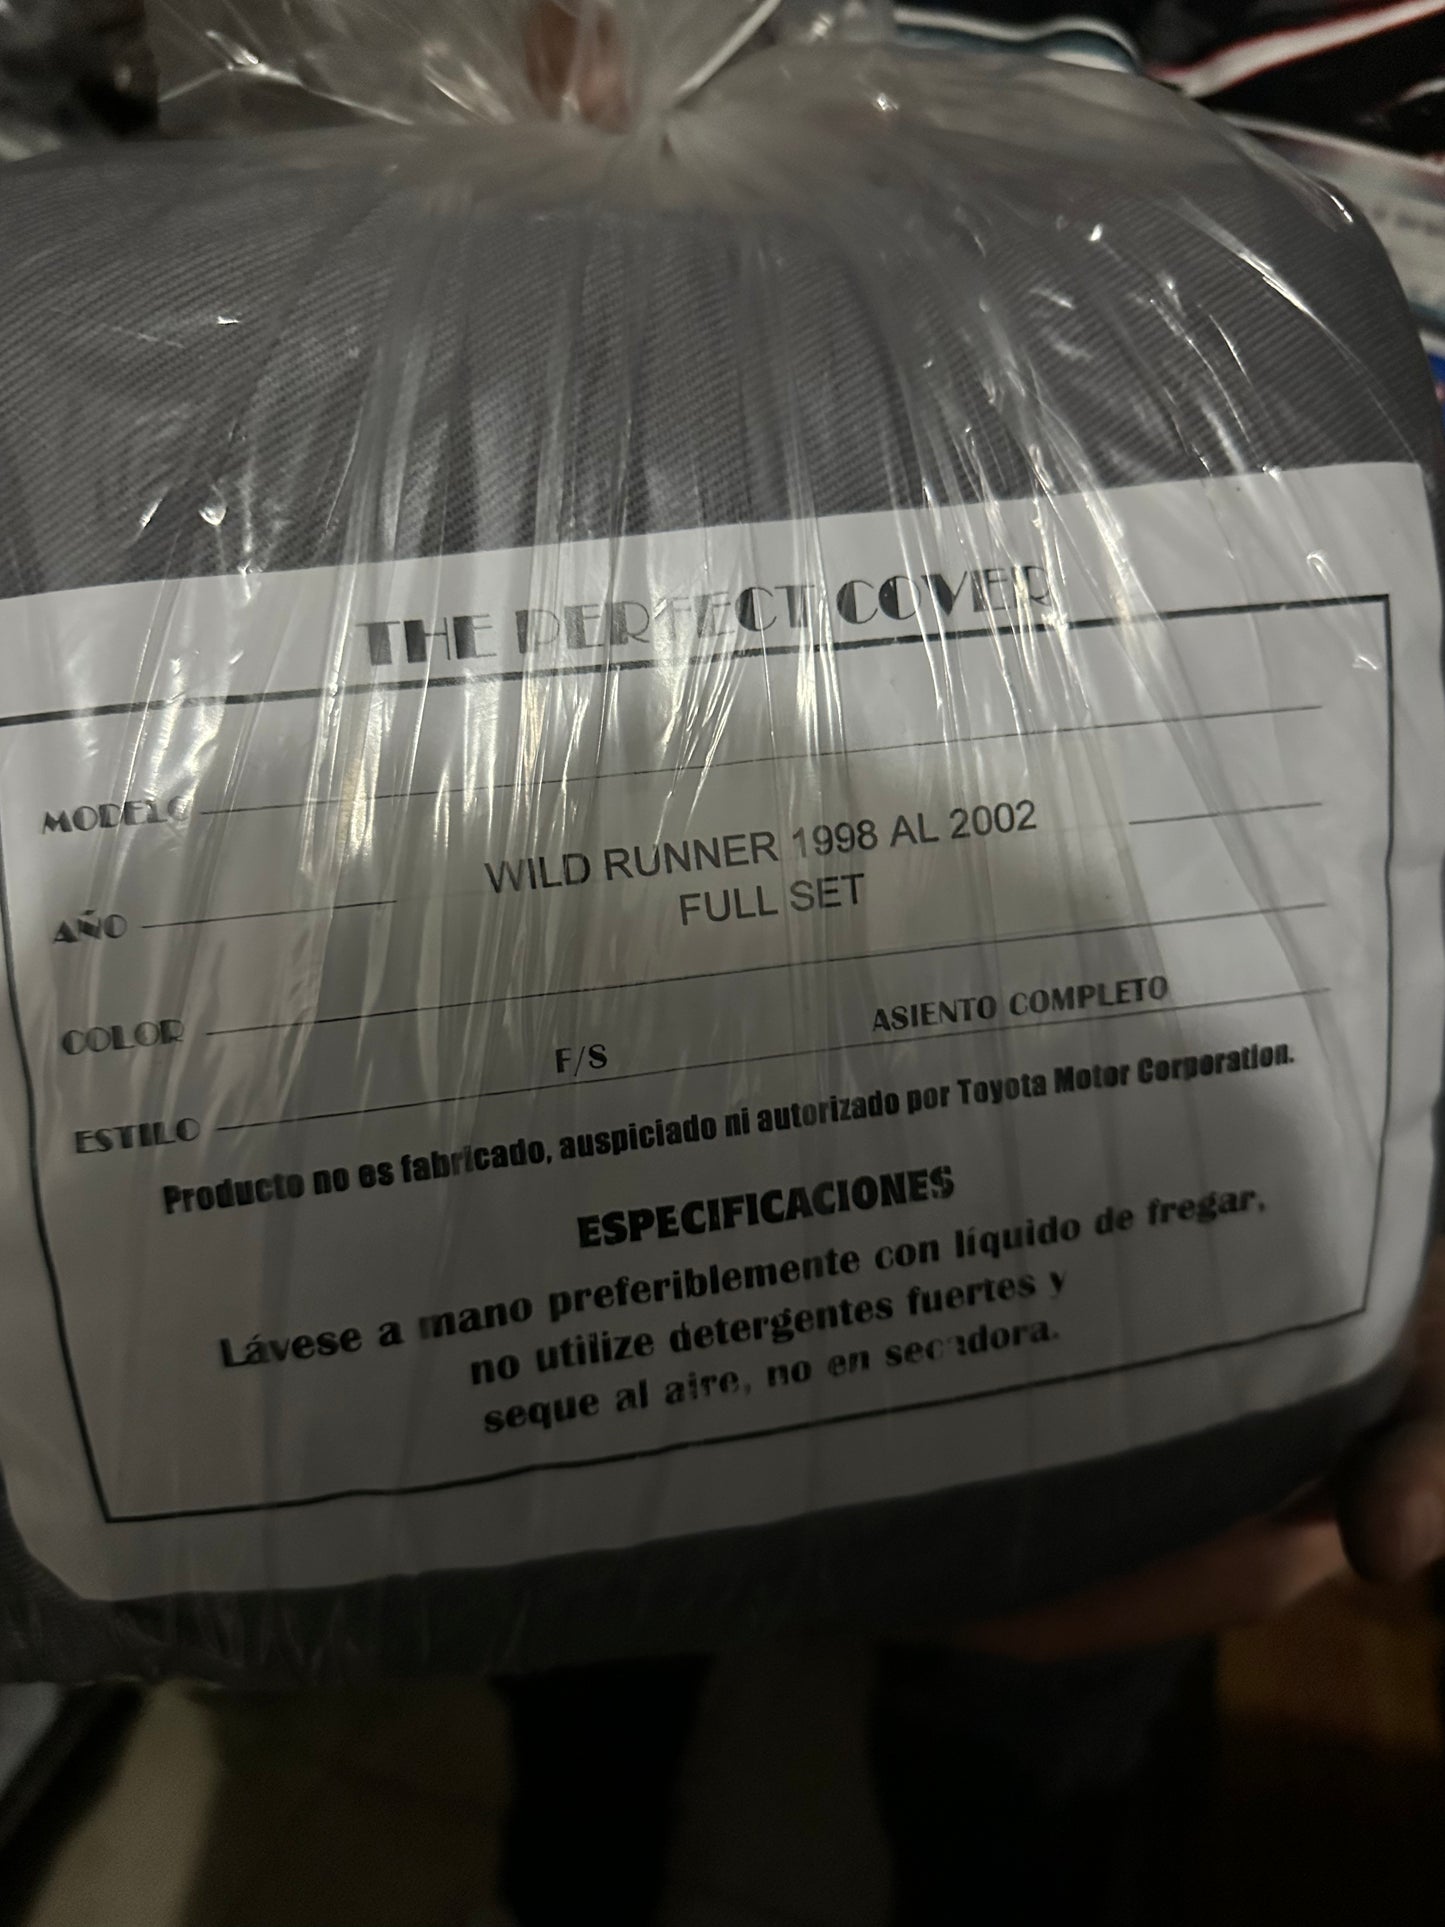 THE PERFECT COVER
MODELO
WILD RUNNER 1998 AL 2002
AÑO
FULL SET
COLOR
ESTILO F/S ASIENTO COMPLETO
Producto no es fabricado, auspiciado ni autorizado por Toyota Motor Corporation.
ESPECIFICACIONES
Lávese a mano preferiblemente con líquido de fregar,
no utilize detergentes fuertes y
seque al aire, no en secadora.